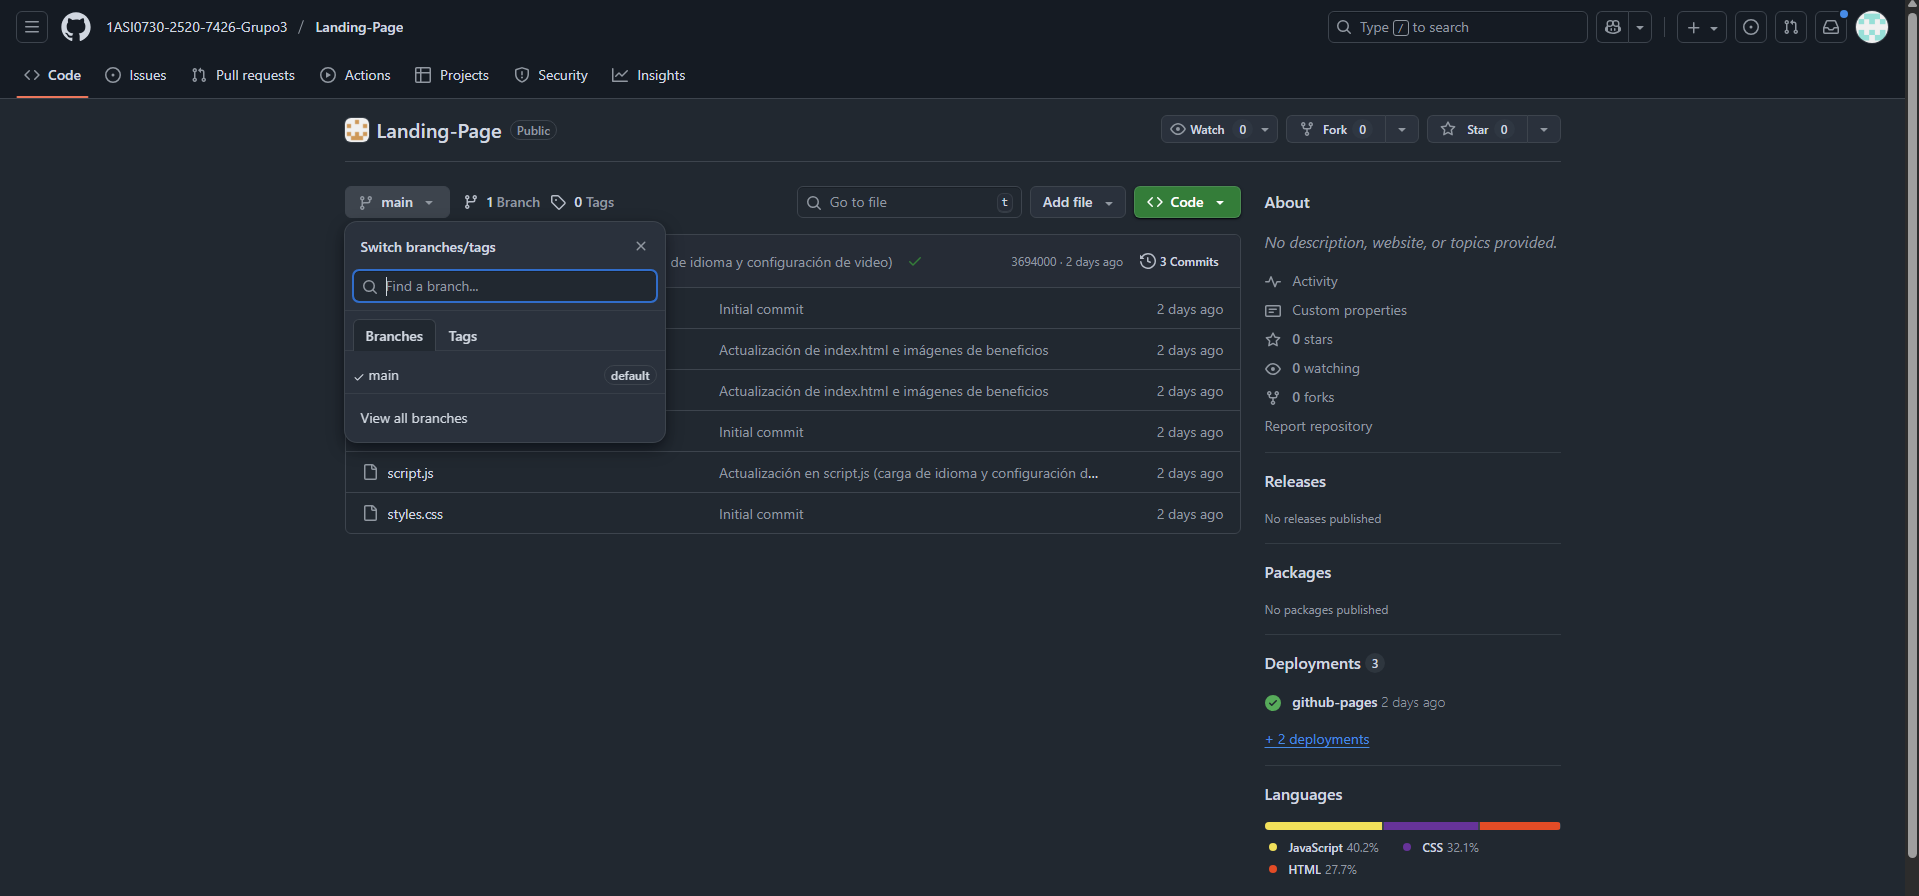 1ASI0730-2520-7426-Grupo3 / Landing-Page
Type / to search
Code
Issues
Pull requests
Actions
Projects
Security
Insights
Landing-Page Public
Watch 0
Fork 0
Star 0
main
1 Branch
0 Tags
Go to file t
Add file
Code
Switch branches/tags
Find a branch...
Branches
Tags
main default
View all branches
de idioma y configuración de video)
3694000 · 2 days ago
3 Commits
Initial commit 2 days ago
Actualización de index.html e imágenes de beneficios 2 days ago
Actualización de index.html e imágenes de beneficios 2 days ago
Initial commit 2 days ago
script.js Actualización en script.js (carga de idioma y configuración d... 2 days ago
styles.css Initial commit 2 days ago
About
No description, website, or topics provided.
Activity
Custom properties
0 stars
0 watching
0 forks
Report repository
Releases
No releases published
Packages
No packages published
Deployments 3
github-pages 2 days ago
+ 2 deployments
Languages
JavaScript 40.2% CSS 32.1%
HTML 27.7%